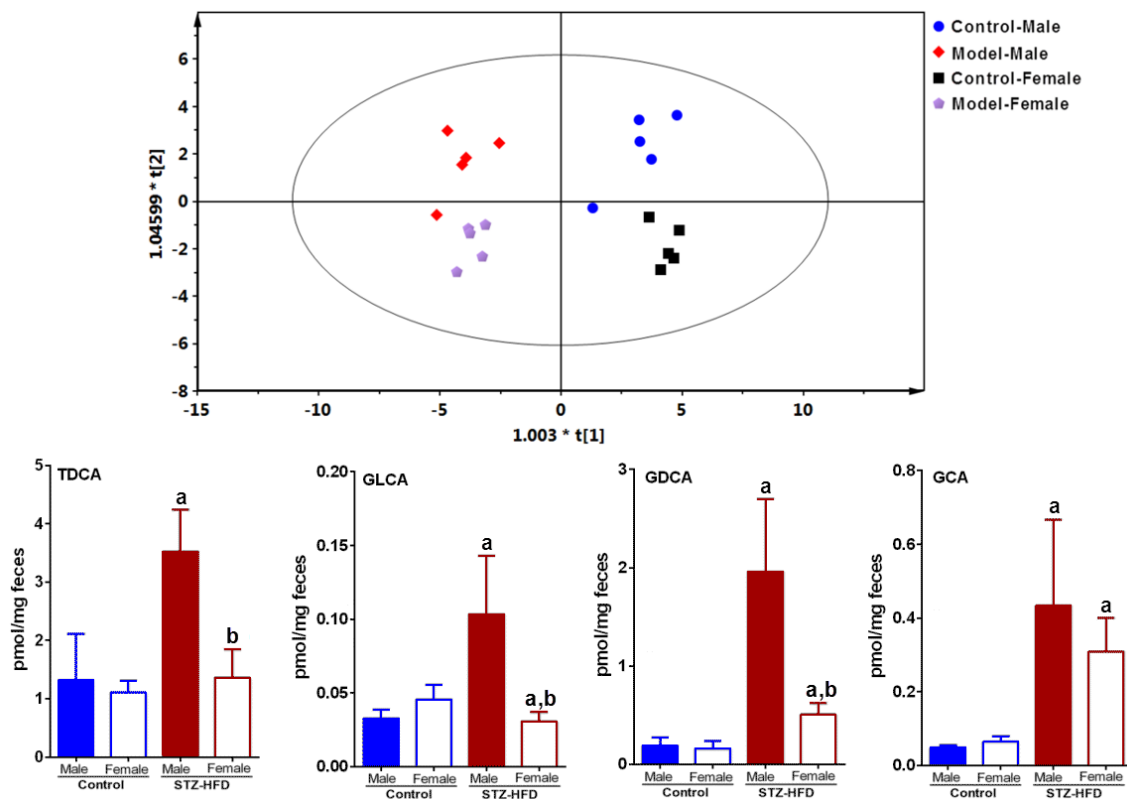 Control-Male
Model-Male
Control-Female
Model-Female
1.04599 * t[2]
6
4
2
0
-2
-4
-6
-8
-15 -10 -5 0 5 10
1.003 * t[1]
TDCA
pmol/mg feces
5
4
3
2
1
0
a
b
Male Female Male Female
Control STZ-HFD
GLCA
pmol/mg feces
0.20
0.15
0.10
0.05
0.00
a
a,b
Male Female Male Female
Control STZ-HFD
GDCA
pmol/mg feces
3
2
1
0
a
a,b
Male Female Male Female
Control STZ-HFD
GCA
pmol/mg feces
0.8
0.6
0.4
0.2
0.0
a
a
Male Female Male Female
Control STZ-HFD